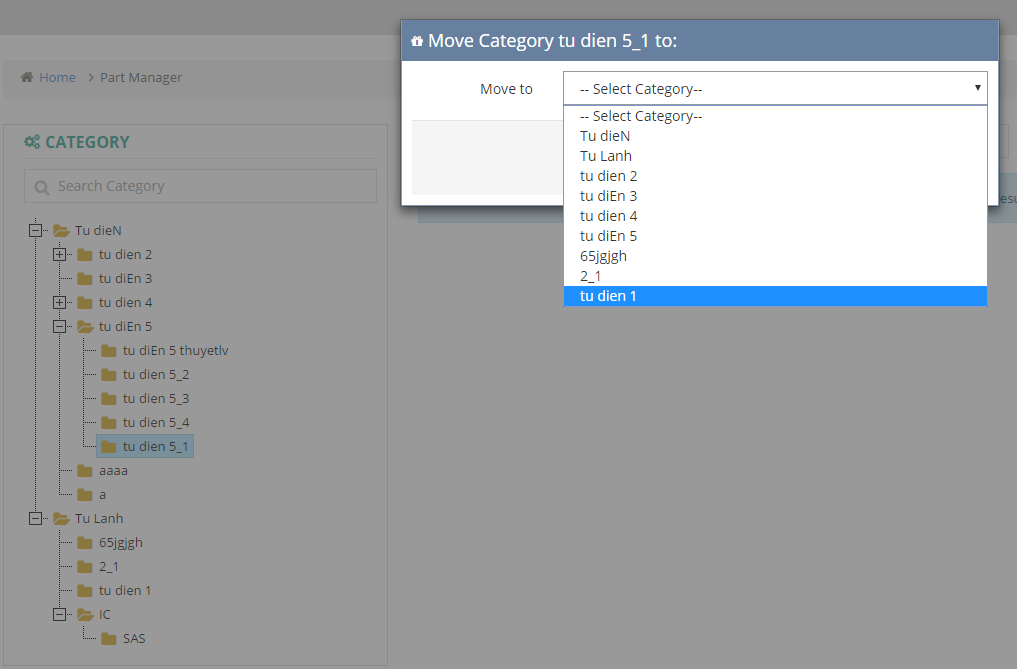 Move Category tu dien 5_1 to:
Move to
-- Select Category--
-- Select Category--
Tu dieN
Tu Lanh
tu dien 2
tu diEn 3
tu dien 4
tu diEn 5
65jgjgh
2_1
tu dien 1
Home > Part Manager
CATEGORY
Search Category
Tu dieN
tu dien 2
tu diEn 3
tu dien 4
tu diEn 5
tu diEn 5 thuyetlv
tu dien 5_2
tu dien 5_3
tu dien 5_4
tu dien 5_1
aaaa
a
Tu Lanh
65jgjgh
2_1
tu dien 1
IC
SAS